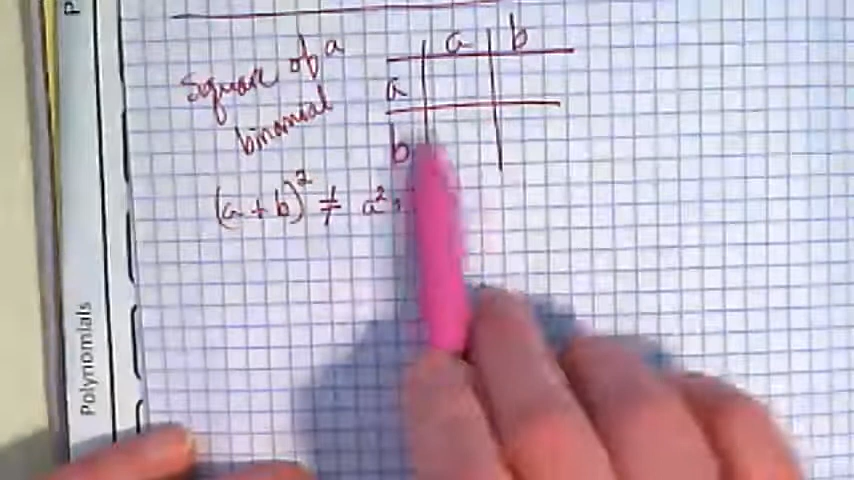 Square of a
binomial
a b
a
b
(a+b)² ≠ a²
Polynomials
P